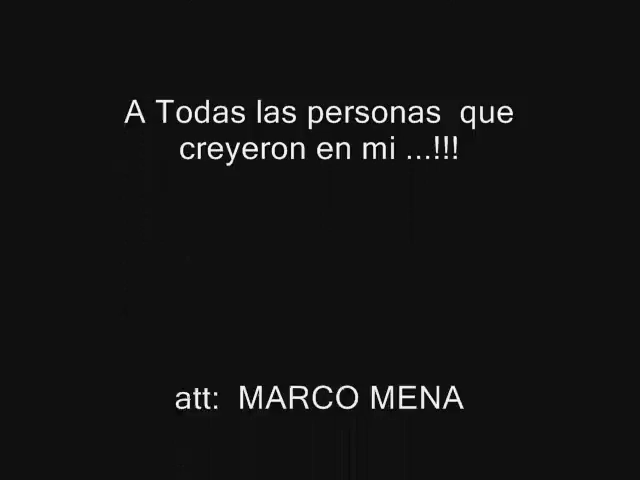 A Todas las personas  que
creyeron en mi ...!!!
att:  MARCO MENA